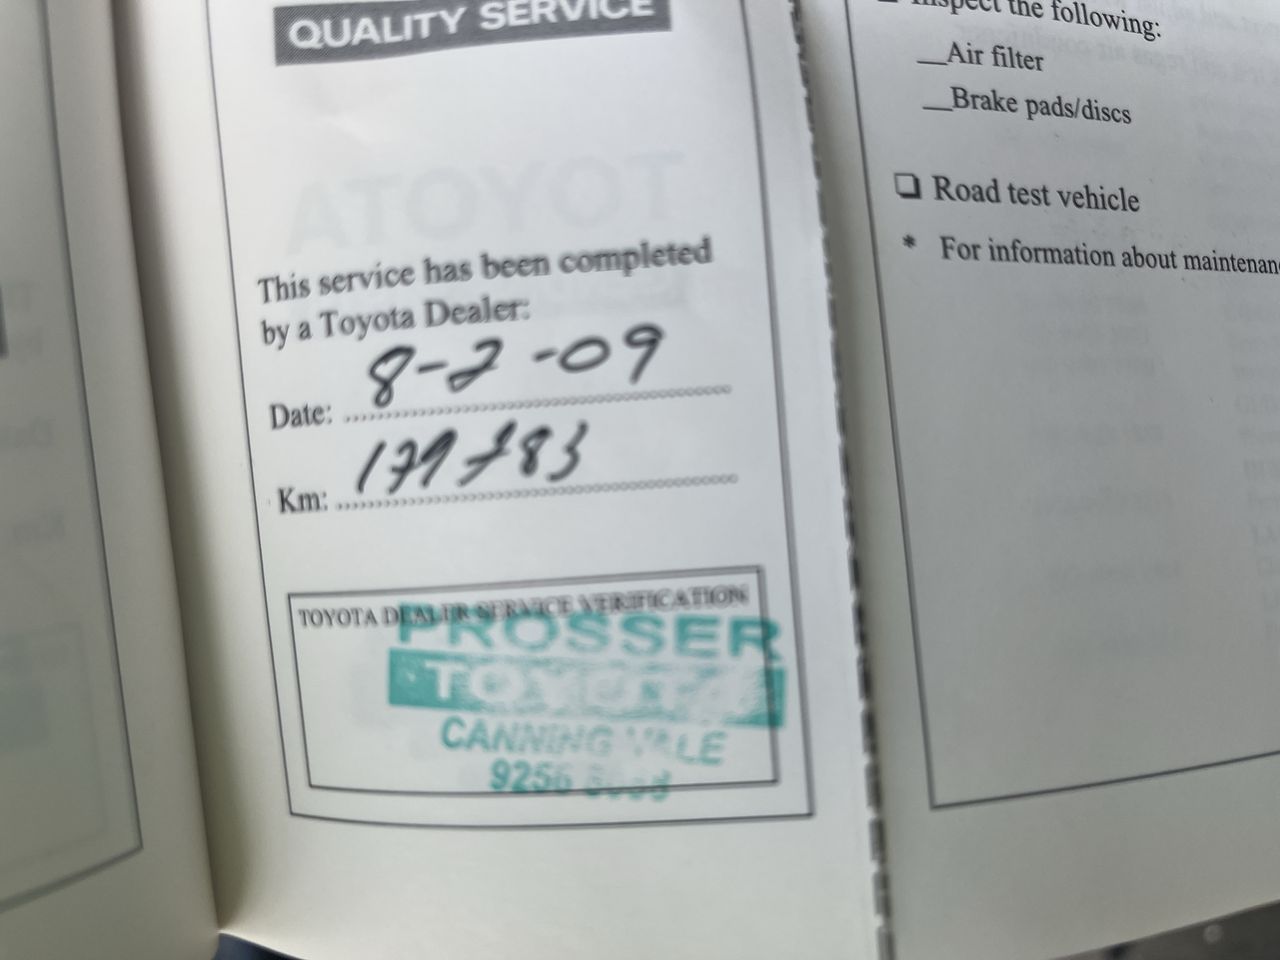 QUALITY SERVICE
This service has been completed
by a Toyota Dealer:
Date: 8-2-09
Km: 179783
TOYOTA DEALER SERVICE VERIFICATION
PROSSER
TOYOTA
CANNING VALE
9256
Inspect the following:
__Air filter
__Brake pads/discs
❏ Road test vehicle
* For information about maintenan